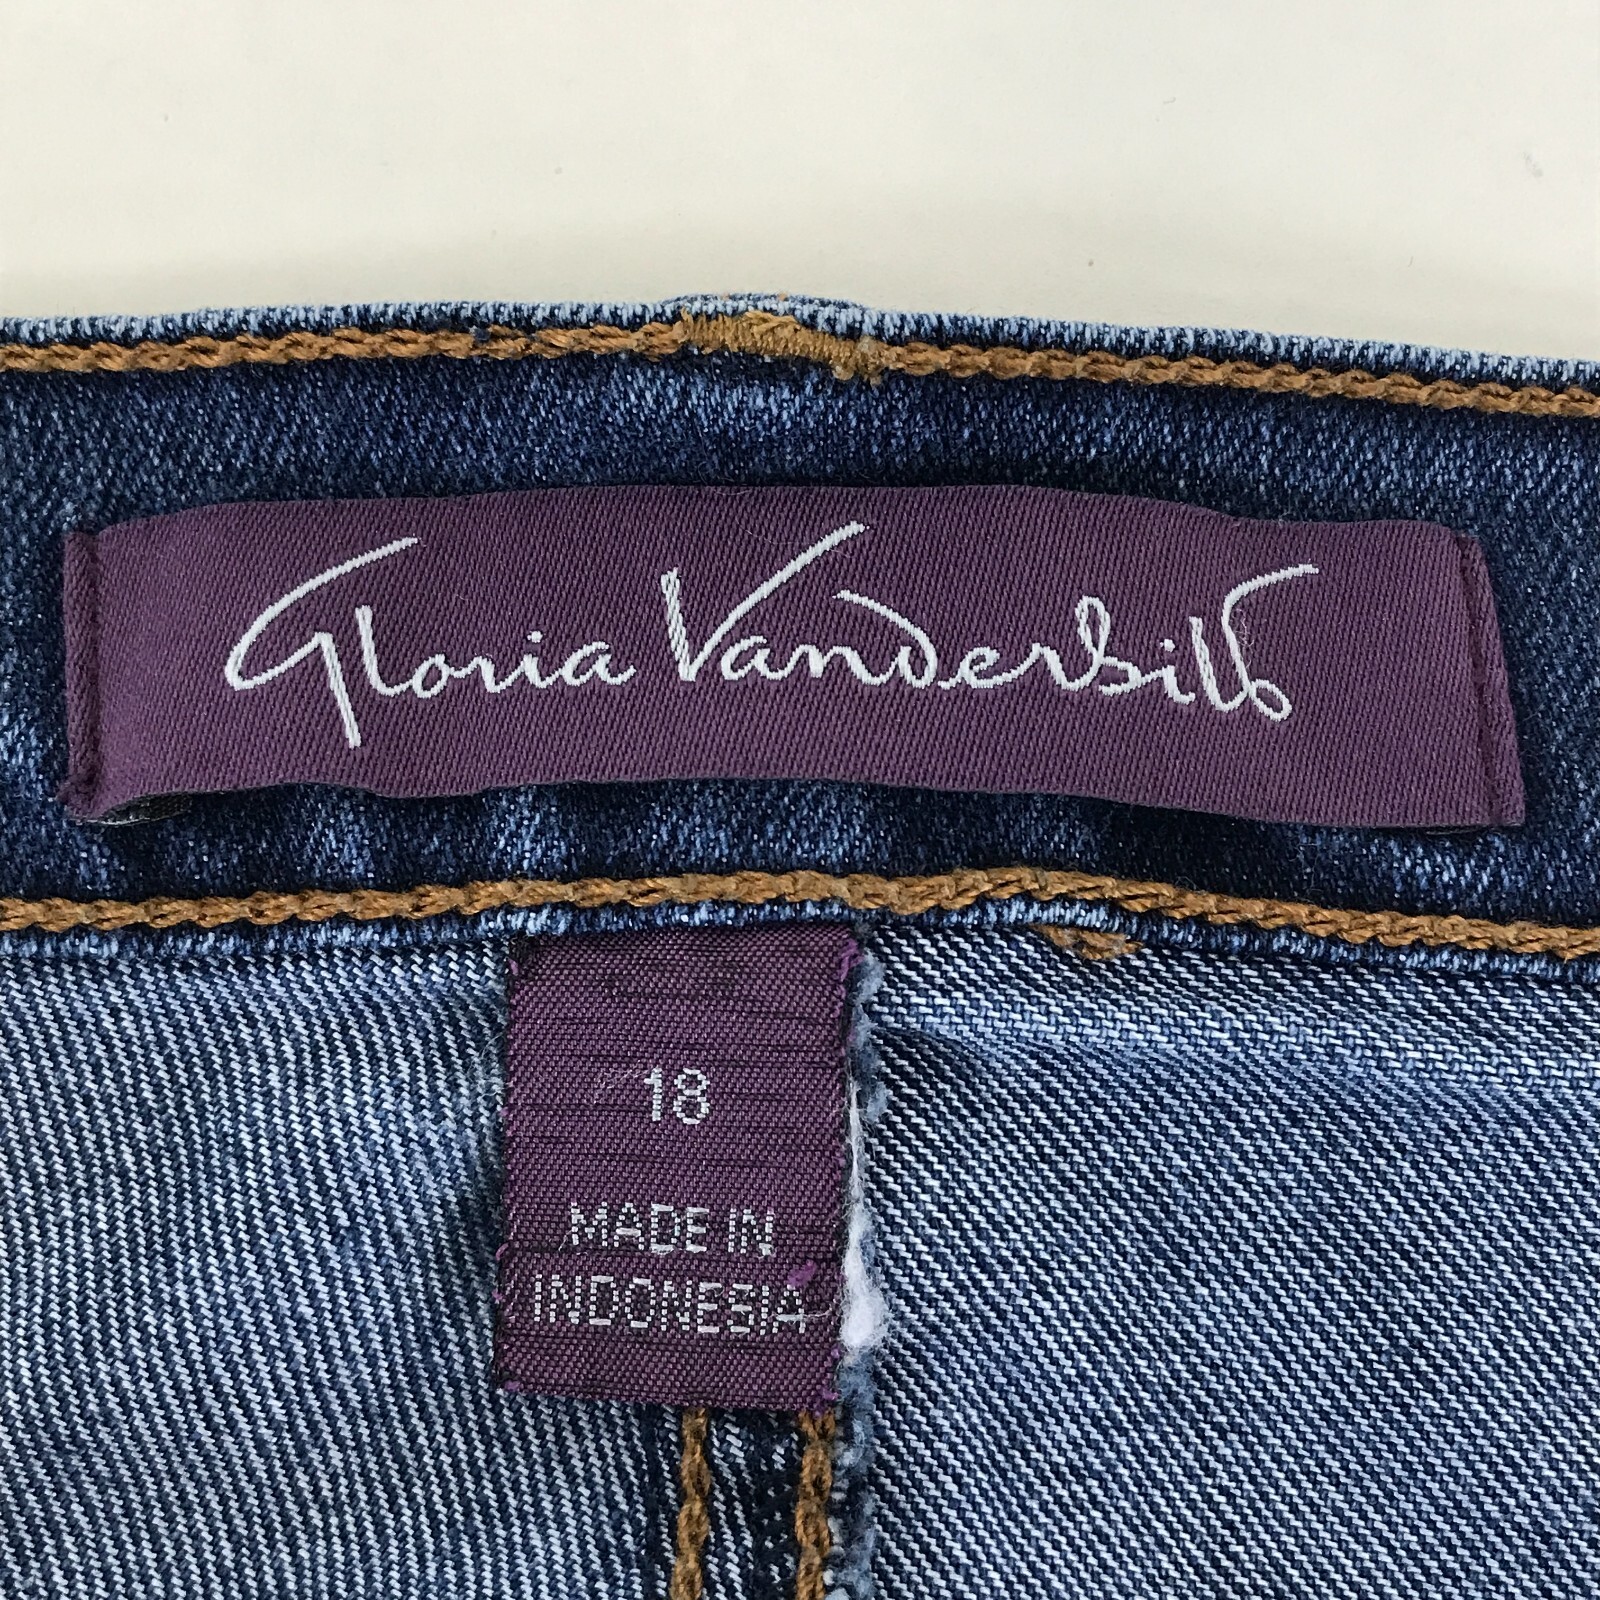 Gloria Vanderbilt
18
MADE IN
INDONESIA